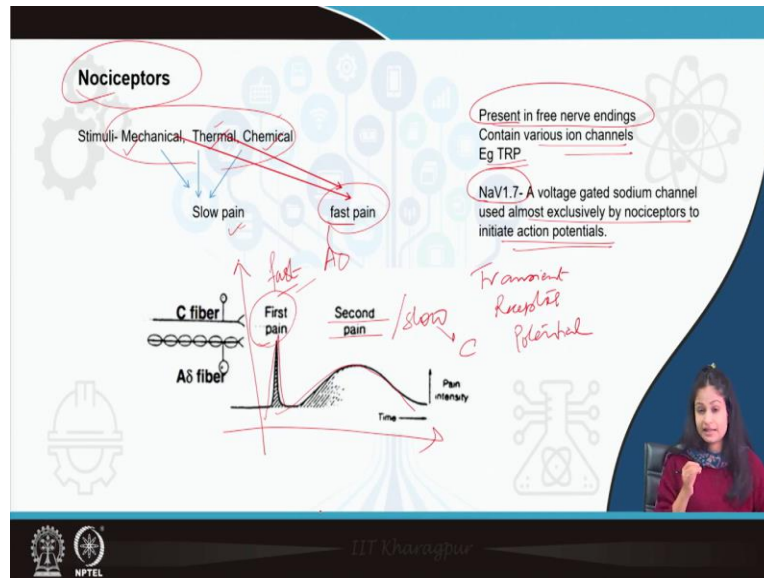 Nociceptors
Stimuli- Mechanical, Thermal, Chemical
Slow pain
fast pain
Present in free nerve endings
Contain various ion channels
Eg TRP
NaV1.7- A voltage gated sodium channel
used almost exclusively by nociceptors to
initiate action potentials.
Transient
Receptor
Potential
fast
Aδ
C fiber
Aδ fiber
First
pain
Second
pain
/slow
C
Pain
intensity
Time
IIT Kharagpur
NPTEL